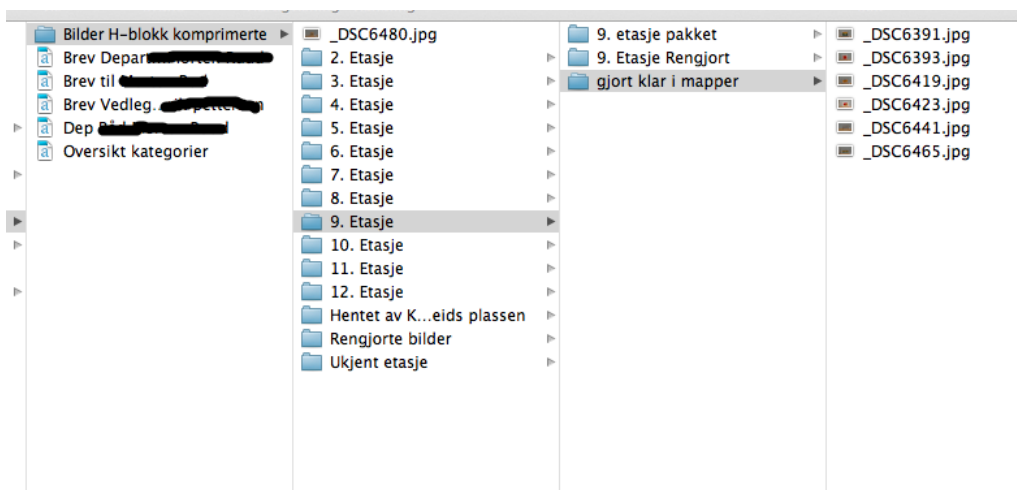 Bilder H-blokk komprimerte
Brev Depart
Brev til
Brev Vedleg...
Dep
Oversikt kategorier
_DSC6480.jpg
2. Etasje
3. Etasje
4. Etasje
5. Etasje
6. Etasje
7. Etasje
8. Etasje
9. Etasje
10. Etasje
11. Etasje
12. Etasje
Hentet av K...eids plassen
Rengjorte bilder
Ukjent etasje
9. etasje pakket
9. Etasje Rengjort
gjort klar i mapper
_DSC6391.jpg
_DSC6393.jpg
_DSC6419.jpg
_DSC6423.jpg
_DSC6441.jpg
_DSC6465.jpg